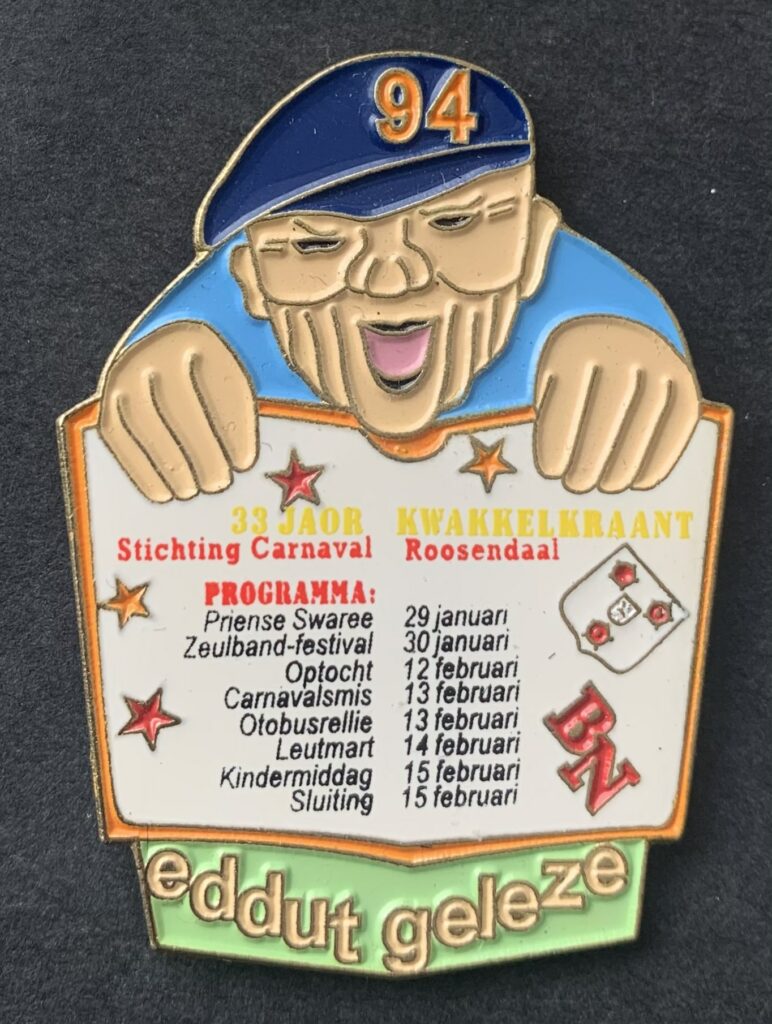 94
33 JAOR KWAKKELKRAANT
Stichting Carnaval Roosendaal
PROGRAMMA:
Priense Swaree 29 januari
Zeulband-festival 30 januari
Optocht 12 februari
Carnavalsmis 13 februari
Otobusrellie 13 februari
Leutmart 14 februari
Kindermiddag 15 februari
Sluiting 15 februari
BN
eddut geleze